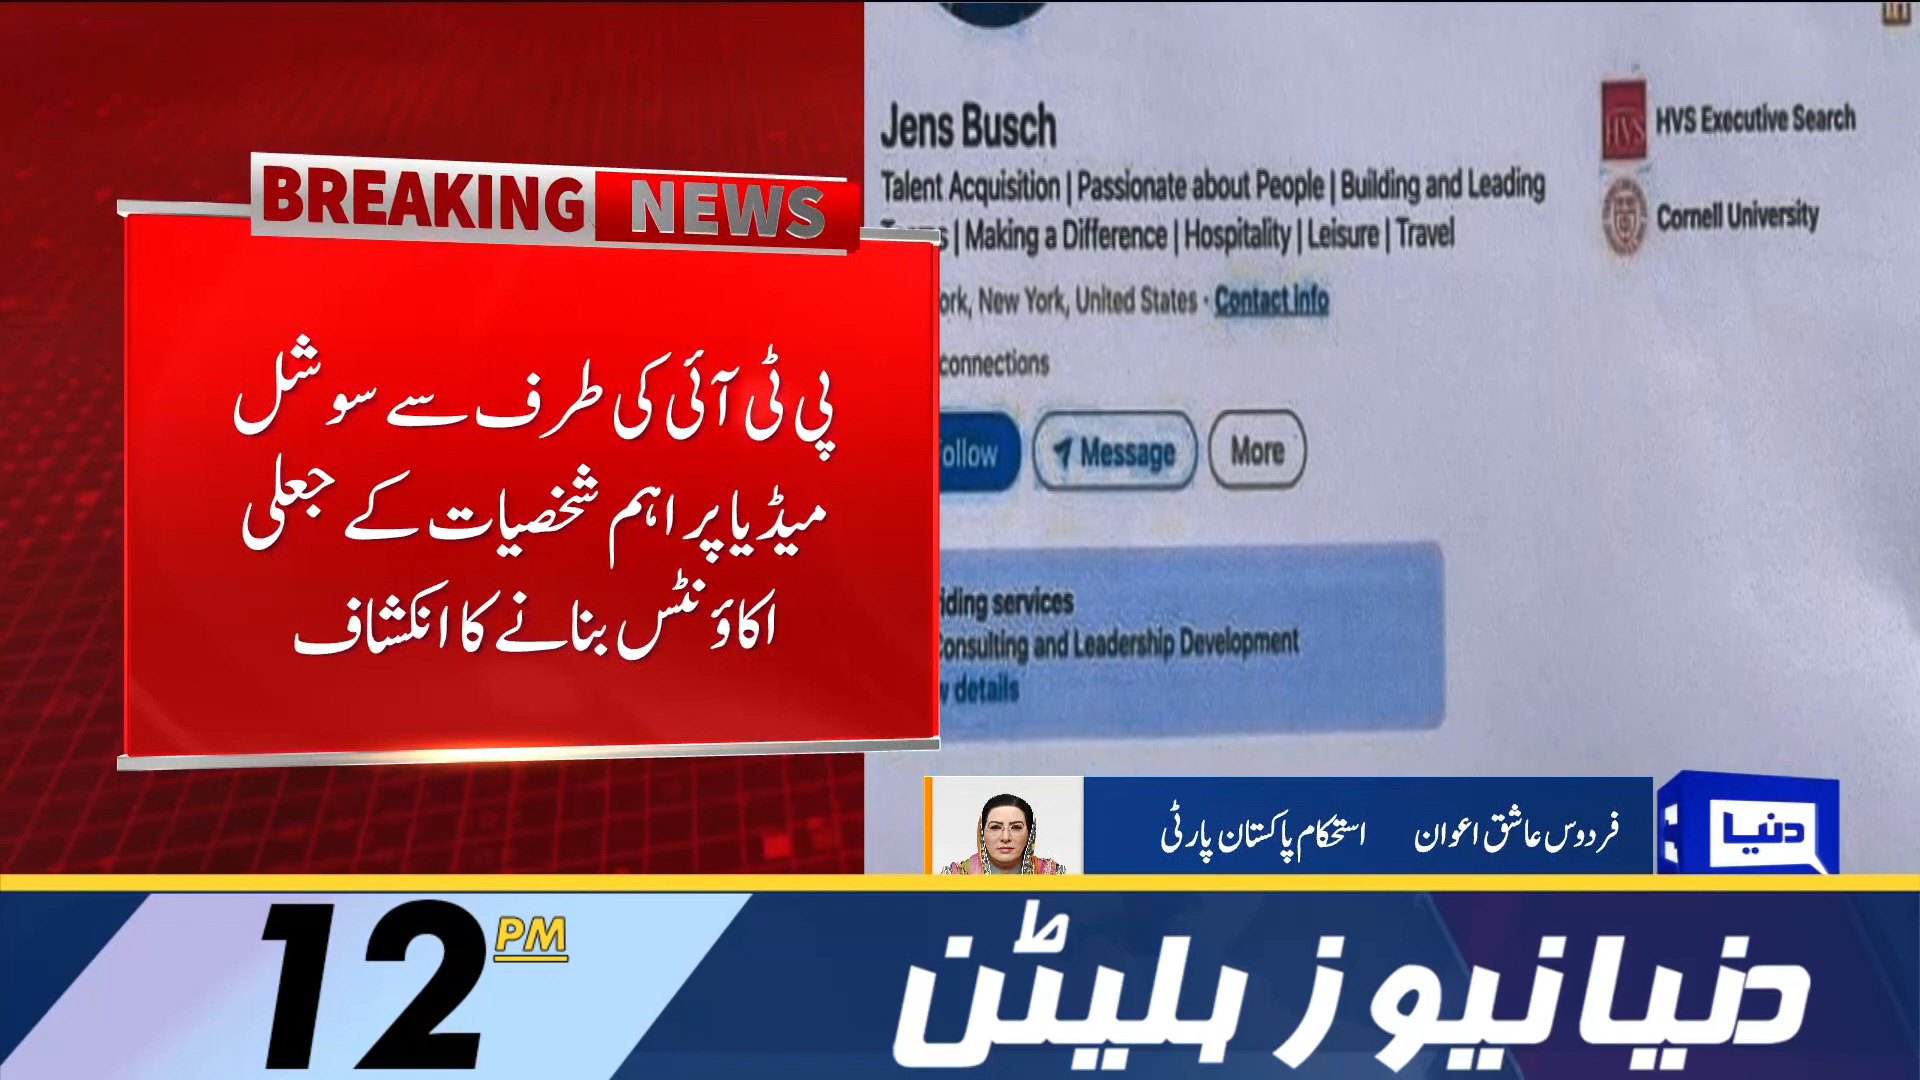 BREAKING NEWS
پی ٹی آئی کی طرف سے سوشل
میڈیا پر اہم شخصیات کے جعلی
اکاؤنٹس بنانے کا انکشاف
Jens Busch
Talent Acquisition | Passionate about People | Building and Leading
| Making a Difference | Hospitality | Leisure | Travel
ork, New York, United States · Contact info
connections
ollow
Message
More
iding services
onsulting and Leadership Development
details
HVS
HVS Executive Search
Cornell University
in
فردوس عاشق اعوان استحکام پاکستان پارٹی
دنیا
12 PM
دنیا نیوز بلیٹن